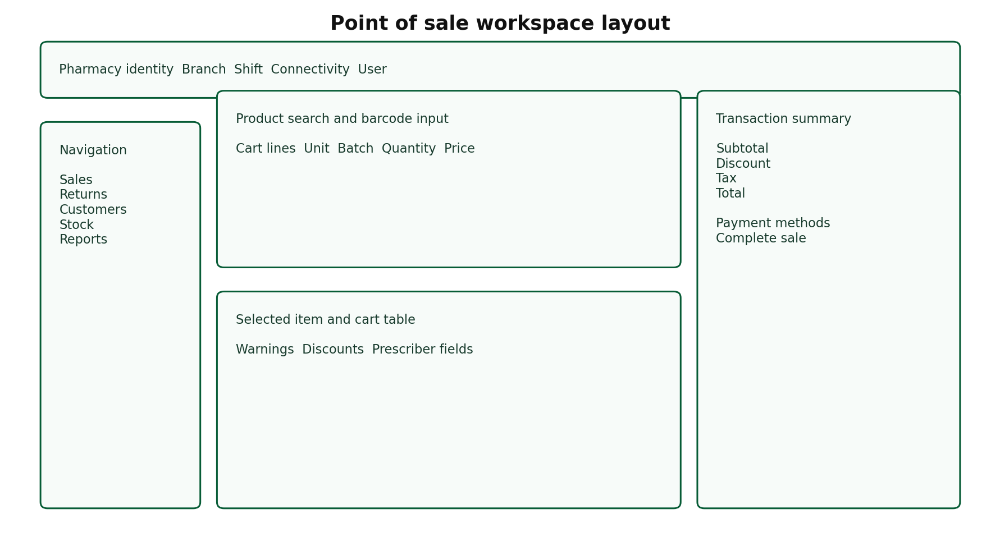 Point of sale workspace layout
Pharmacy identity  Branch  Shift  Connectivity  User
Navigation
Sales
Returns
Customers
Stock
Reports
Product search and barcode input
Cart lines  Unit  Batch  Quantity  Price
Selected item and cart table
Warnings  Discounts  Prescriber fields
Transaction summary
Subtotal
Discount
Tax
Total
Payment methods
Complete sale